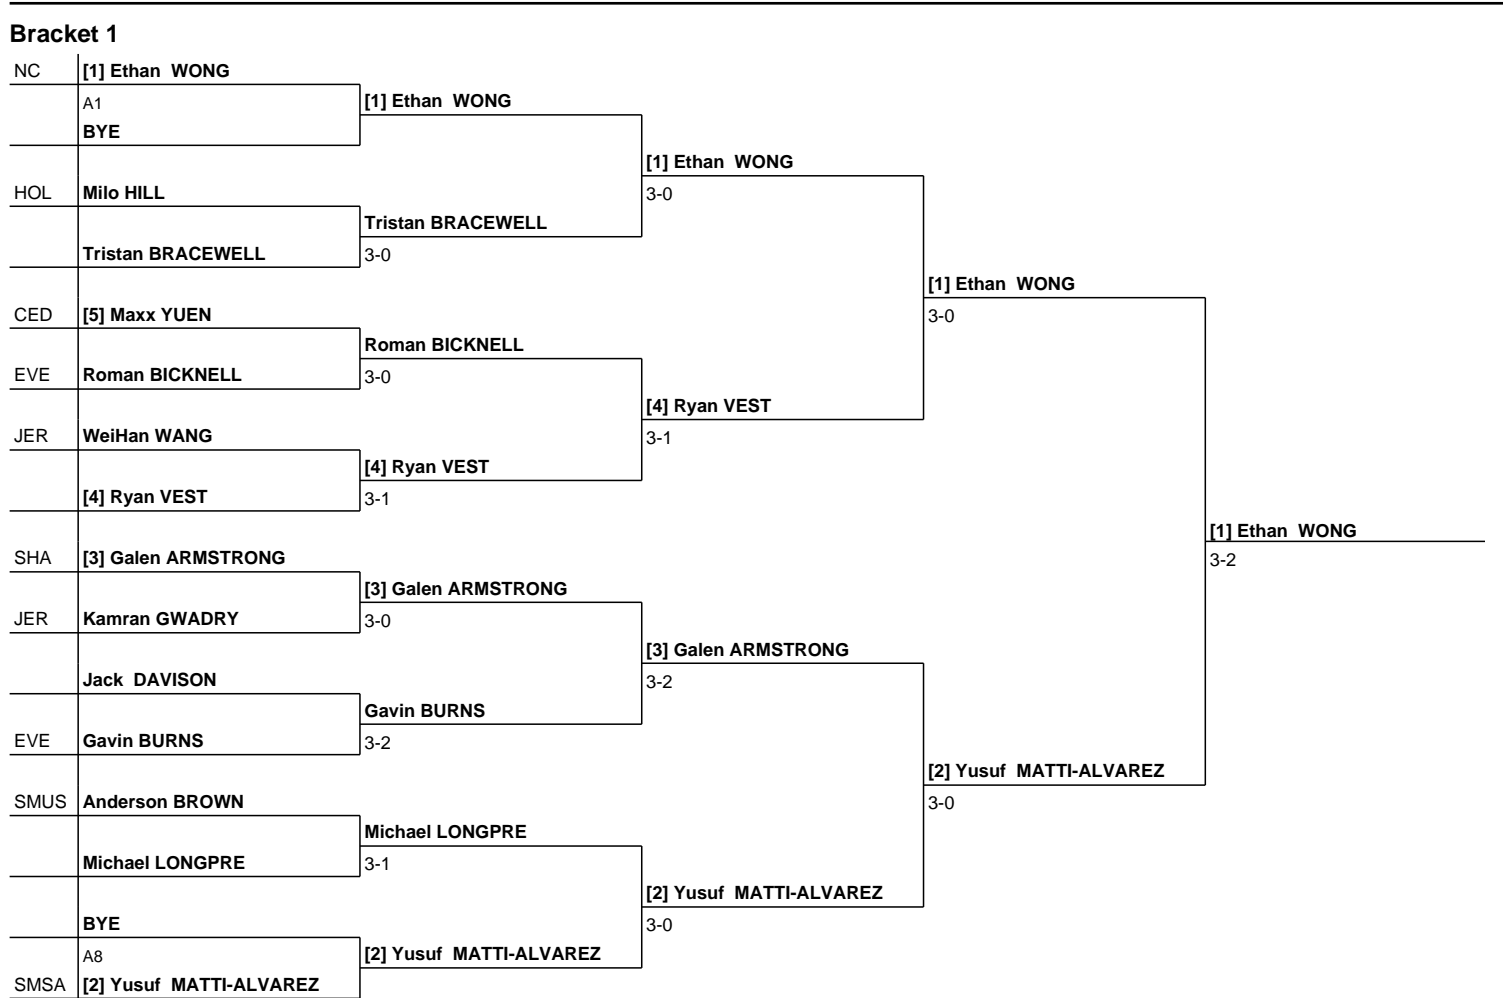 Bracket 1
NC [1] Ethan WONG
A1 [1] Ethan WONG
BYE
[1] Ethan WONG
HOL Milo HILL 3-0
Tristan BRACEWELL
Tristan BRACEWELL 3-0
[1] Ethan WONG
CED [5] Maxx YUEN 3-0
Roman BICKNELL
EVE Roman BICKNELL 3-0
[4] Ryan VEST
JER WeiHan WANG 3-1
[4] Ryan VEST
[4] Ryan VEST 3-1
[1] Ethan WONG
SHA [3] Galen ARMSTRONG 3-2
[3] Galen ARMSTRONG
JER Kamran GWADRY 3-0
[3] Galen ARMSTRONG
Jack DAVISON 3-2
Gavin BURNS
EVE Gavin BURNS 3-2
[2] Yusuf MATTI-ALVAREZ
SMUS Anderson BROWN 3-0
Michael LONGPRE
Michael LONGPRE 3-1
[2] Yusuf MATTI-ALVAREZ
BYE 3-0
A8 [2] Yusuf MATTI-ALVAREZ
SMSA [2] Yusuf MATTI-ALVAREZ